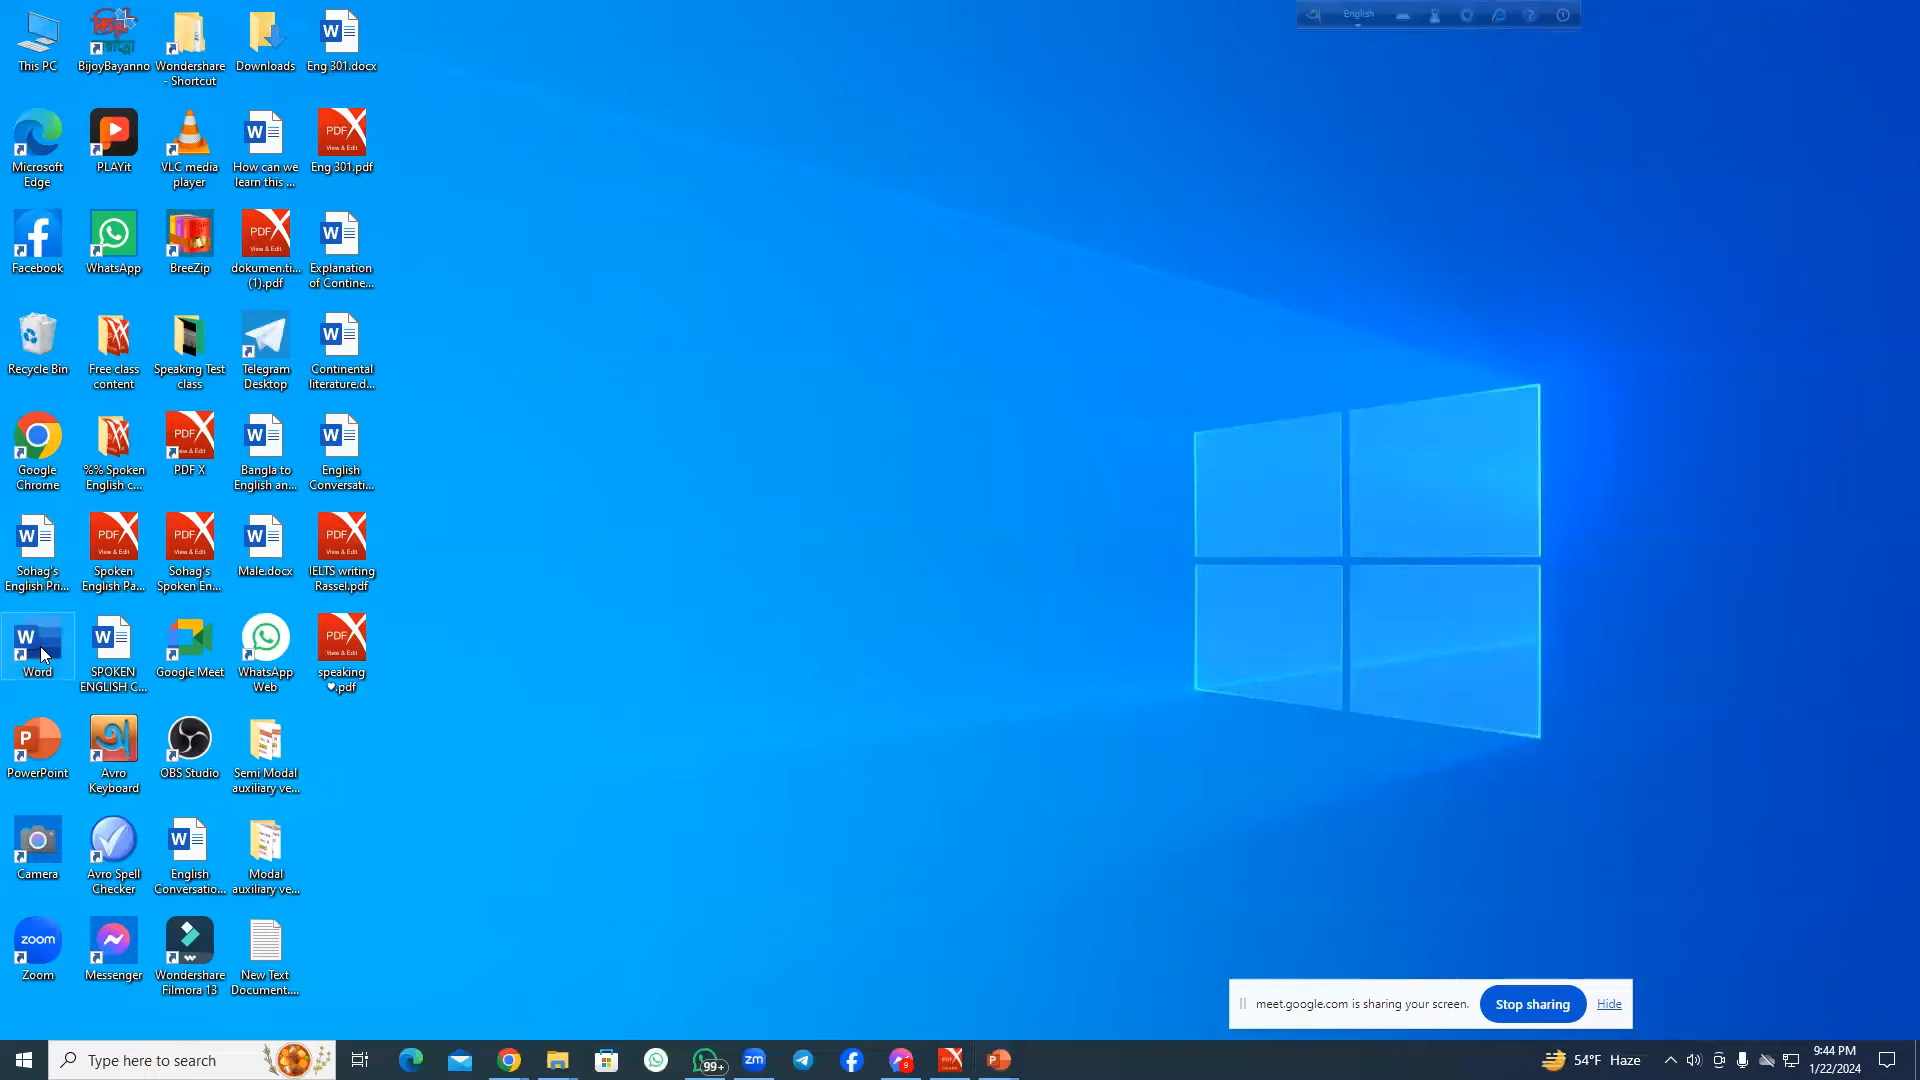 English
This PC
BijoyBayanno
Wondershare
- Shortcut
Downloads
Eng 301.docx
Microsoft
Edge
PLAYit
VLC media
player
How can we
learn this ...
Eng 301.pdf
Facebook
WhatsApp
BreeZip
dokumen.ti...
(1).pdf
Explanation
of Contine...
Recycle Bin
Free class
content
Speaking Test
class
Telegram
Desktop
Continental
literature.d...
Google
Chrome
%% Spoken
English c...
PDF X
Bangla to
English an...
English
Conversati...
Sohag's
English Pri...
Spoken
English Pa...
Sohag's
Spoken En...
Male.docx
IELTS writing
Rassel.pdf
Word
SPOKEN
ENGLISH C...
Google Meet
WhatsApp
Web
speaking
♥.pdf
PowerPoint
Avro
Keyboard
OBS Studio
Semi Modal
auxiliary ve...
Camera
Avro Spell
Checker
English
Conversatio...
Modal
auxiliary ve...
zoom
Zoom
Messenger
Wondershare
Filmora 13
New Text
Document....
meet.google.com is sharing your screen.
Stop sharing
Hide
Type here to search
99+
zm
9
54°F Haze
9:44 PM
1/22/2024